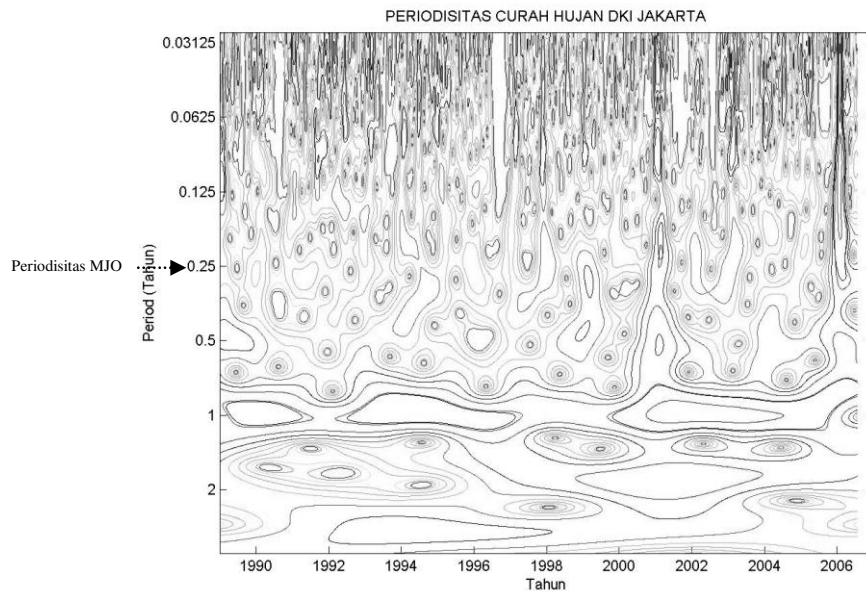 PERIODISITAS CURAH HUJAN DKI JAKARTA
0.03125
0.0625
0.125
Periodisitas MJO
0.25
Period (Tahun)
0.5
1
2
1990 1992 1994 1996 1998 2000 2002 2004 2006
Tahun